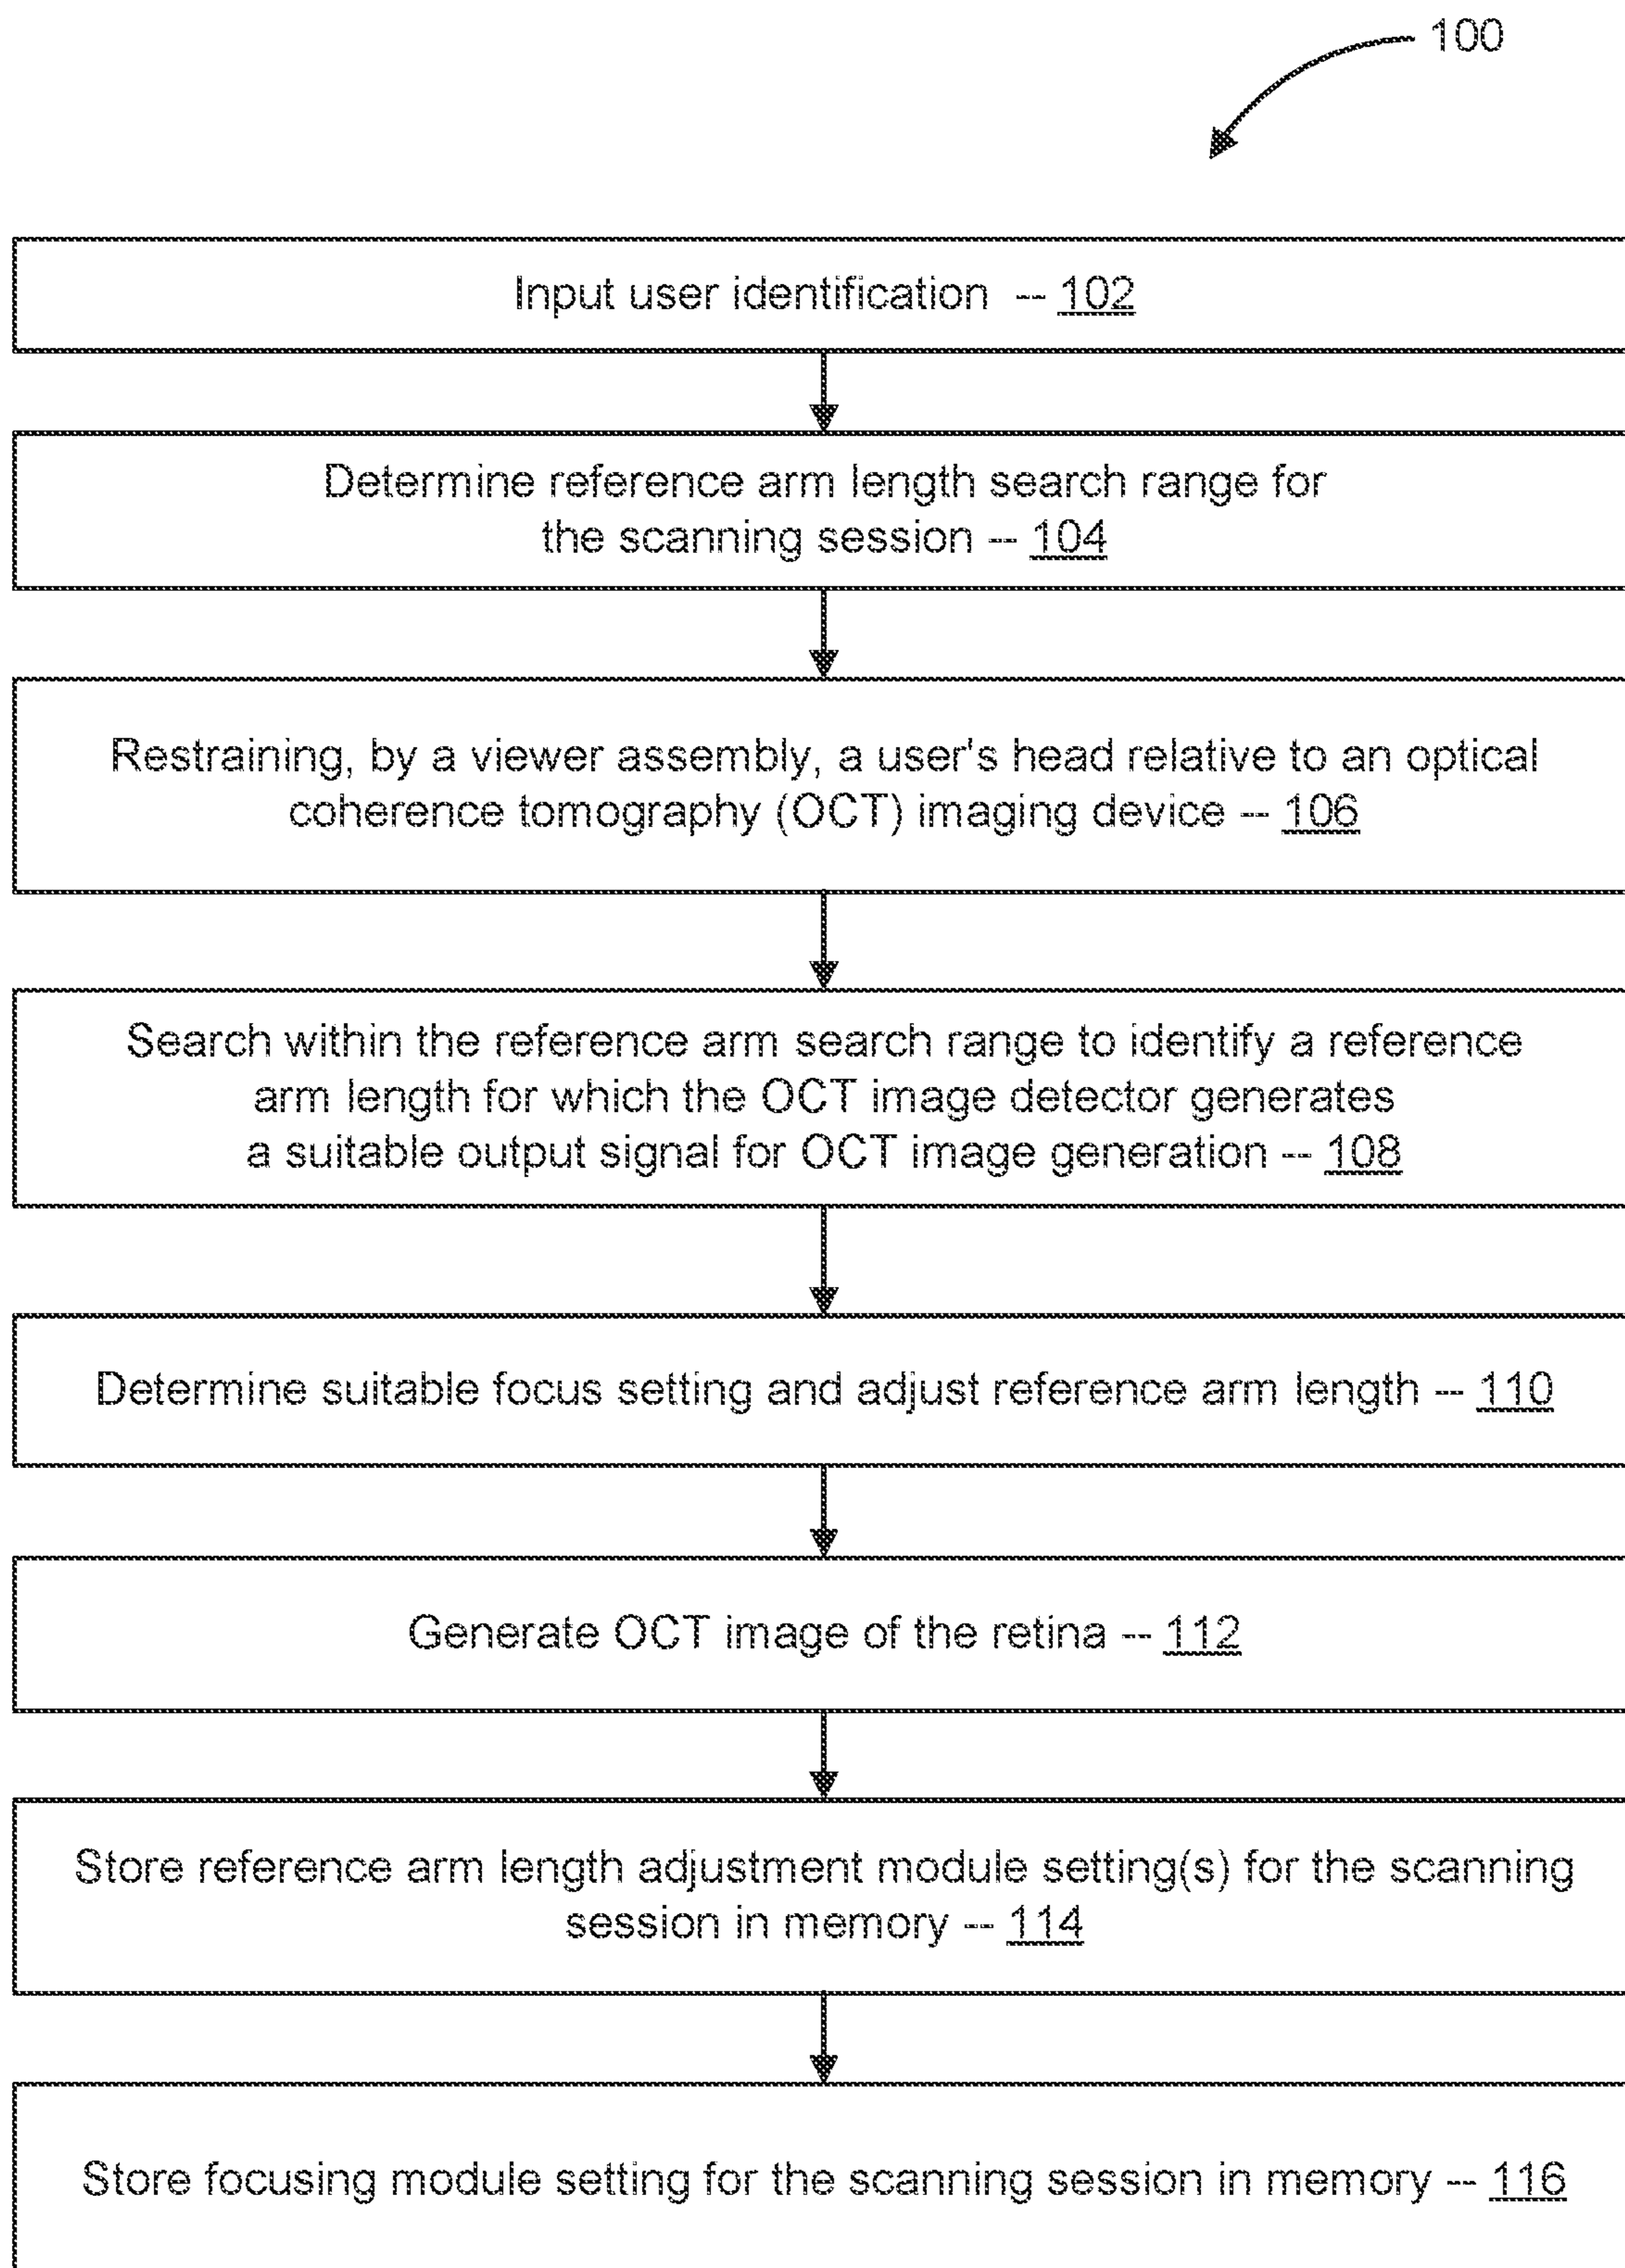 100
Input user identification -- 102
Determine reference arm length search range for
the scanning session -- 104
Restraining, by a viewer assembly, a user's head relative to an optical
coherence tomography (OCT) imaging device -- 106
Search within the reference arm search range to identify a reference
arm length for which the OCT image detector generates
a suitable output signal for OCT image generation -- 108
Determine suitable focus setting and adjust reference arm length -- 110
Generate OCT image of the retina -- 112
Store reference arm length adjustment module setting(s) for the scanning
session in memory -- 114
Store focusing module setting for the scanning session in memory -- 116